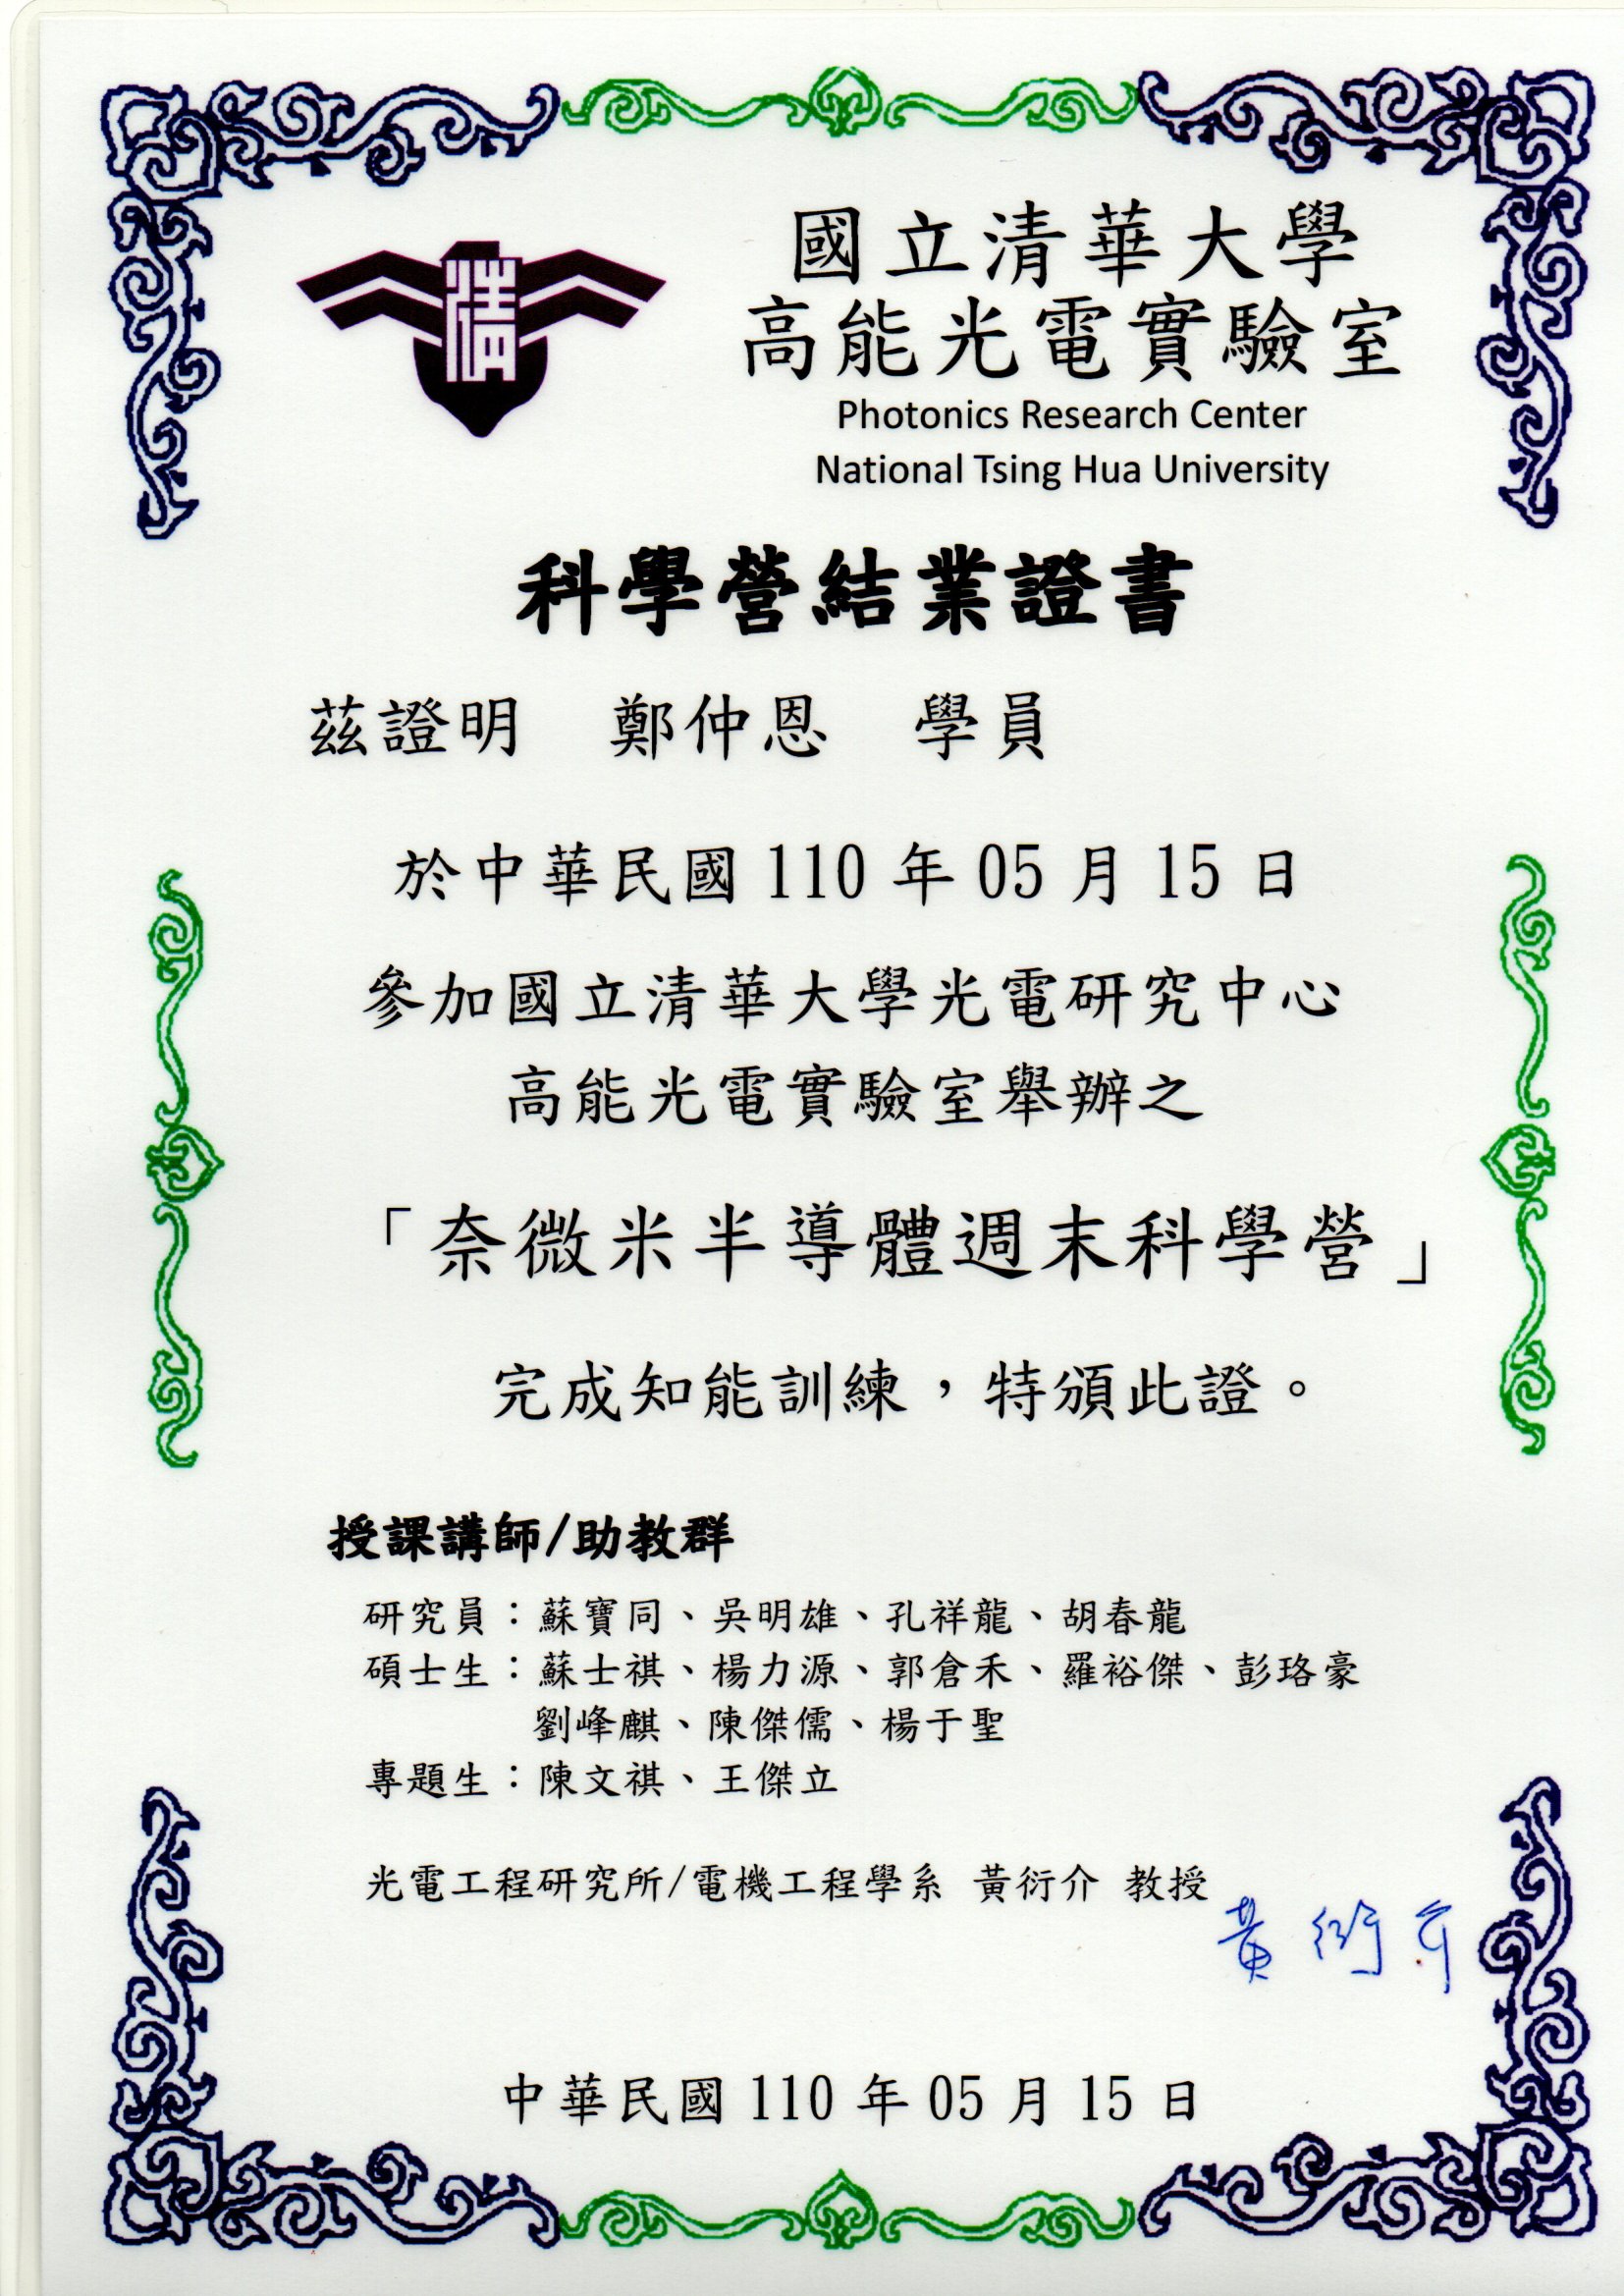 清
國立清華大學
高能光電實驗室
Photonics Research Center
National Tsing Hua University
科學營結業證書
茲證明 鄭仲恩 學員
於中華民國 110 年 05 月 15 日
參加國立清華大學光電研究中心
高能光電實驗室舉辦之
「奈微米半導體週末科學營」
完成知能訓練，特頒此證。
授課講師/助教群
研究員：蘇寶同、吳明雄、孔祥龍、胡春龍
碩士生：蘇士祺、楊力源、郭倉禾、羅裕傑、彭珞豪
劉峰麒、陳傑儒、楊于聖
專題生：陳文祺、王傑立
光電工程研究所/電機工程學系 黃衍介 教授
黃衍介
中華民國 110 年 05 月 15 日